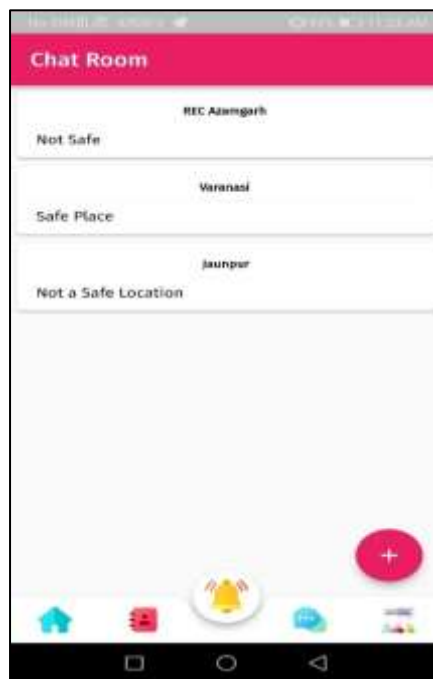 Chat Room
REC Azamgarh
Not Safe
Varanasi
Safe Place
Jaunpur
Not a Safe Location
+